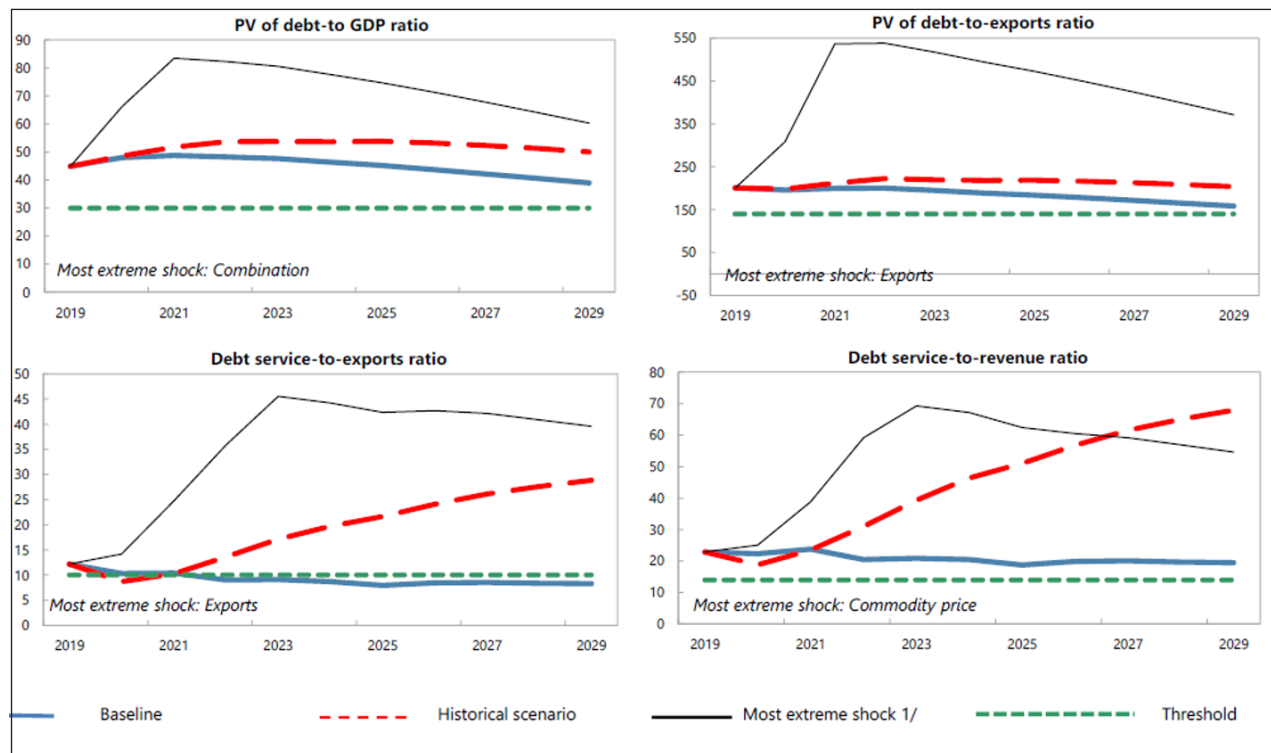 PV of debt-to GDP ratio
90
80
70
60
50
40
30
20
10
0
Most extreme shock: Combination
2019 2021 2023 2025 2027 2029
PV of debt-to-exports ratio
550
450
350
250
150
50
-50
Most extreme shock: Exports
2019 2021 2023 2025 2027 2029
Debt service-to-exports ratio
50
45
40
35
30
25
20
15
10
5
0
Most extreme shock: Exports
2019 2021 2023 2025 2027 2029
Debt service-to-revenue ratio
80
70
60
50
40
30
20
10
0
Most extreme shock: Commodity price
2019 2021 2023 2025 2027 2029
Baseline Historical scenario Most extreme shock 1/ Threshold